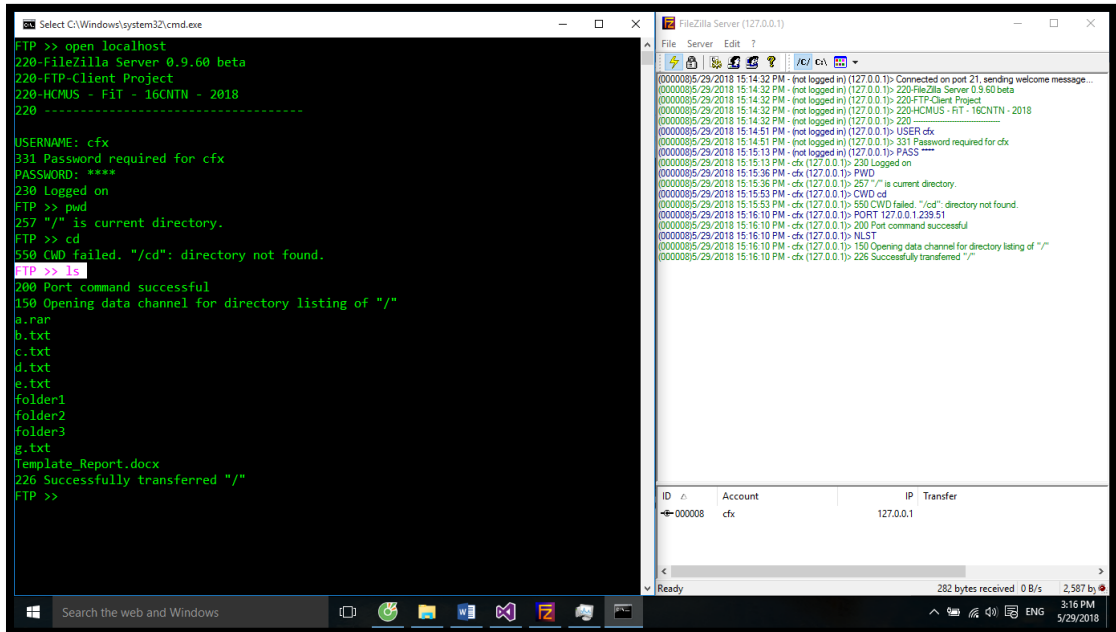 Select C:\Windows\system32\cmd.exe
FTP >> open localhost
220-FileZilla Server 0.9.60 beta
220-FTP-Client Project
220-HCMUS - FiT - 16CNTN - 2018
220 -----------------------------------
USERNAME: cfx
331 Password required for cfx
PASSWORD: ****
230 Logged on
FTP >> pwd
257 "/" is current directory.
FTP >> cd
550 CWD failed. "/cd": directory not found.
FTP >> ls
200 Port command successful
150 Opening data channel for directory listing of "/"
a.rar
b.txt
c.txt
d.txt
e.txt
folder1
folder2
folder3
g.txt
Template_Report.docx
226 Successfully transferred "/"
FTP >>
FileZilla Server (127.0.0.1)
File Server Edit ?
/C/ C:\
(000008)5/29/2018 15:14:32 PM - (not logged in) (127.0.0.1)> Connected on port 21, sending welcome message...
(000008)5/29/2018 15:14:32 PM - (not logged in) (127.0.0.1)> 220-FileZilla Server 0.9.60 beta
(000008)5/29/2018 15:14:32 PM - (not logged in) (127.0.0.1)> 220-FTP-Client Project
(000008)5/29/2018 15:14:32 PM - (not logged in) (127.0.0.1)> 220-HCMUS - FiT - 16CNTN - 2018
(000008)5/29/2018 15:14:32 PM - (not logged in) (127.0.0.1)> 220 -----------------------------------
(000008)5/29/2018 15:14:51 PM - (not logged in) (127.0.0.1)> USER cfx
(000008)5/29/2018 15:14:51 PM - (not logged in) (127.0.0.1)> 331 Password required for cfx
(000008)5/29/2018 15:15:13 PM - (not logged in) (127.0.0.1)> PASS ****
(000008)5/29/2018 15:15:13 PM - cfx (127.0.0.1)> 230 Logged on
(000008)5/29/2018 15:15:36 PM - cfx (127.0.0.1)> PWD
(000008)5/29/2018 15:15:36 PM - cfx (127.0.0.1)> 257 "/" is current directory.
(000008)5/29/2018 15:15:53 PM - cfx (127.0.0.1)> CWD cd
(000008)5/29/2018 15:15:53 PM - cfx (127.0.0.1)> 550 CWD failed. "/cd": directory not found.
(000008)5/29/2018 15:16:10 PM - cfx (127.0.0.1)> PORT 127.0.0.1.239.51
(000008)5/29/2018 15:16:10 PM - cfx (127.0.0.1)> 200 Port command successful
(000008)5/29/2018 15:16:10 PM - cfx (127.0.0.1)> NLST
(000008)5/29/2018 15:16:10 PM - cfx (127.0.0.1)> 150 Opening data channel for directory listing of "/"
(000008)5/29/2018 15:16:10 PM - cfx (127.0.0.1)> 226 Successfully transferred "/"
ID Account IP Transfer
000008 cfx 127.0.0.1
Ready 282 bytes received 0 B/s 2,587 by
Search the web and Windows
ENG
3:16 PM
5/29/2018